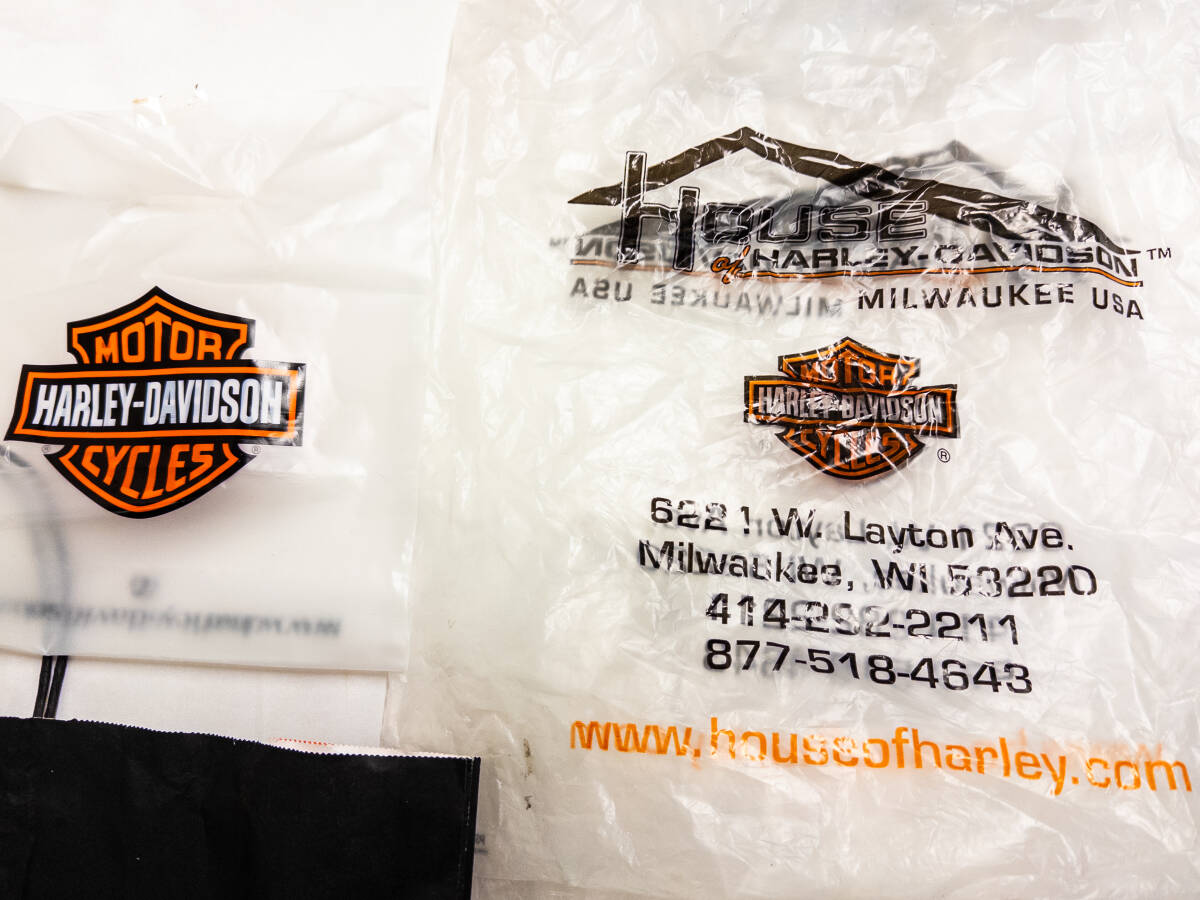 MOTOR
HARLEY-DAVIDSON
CYCLES
® ®
HOUSE
of HARLEY-DAVIDSON™
MILWAUKEE USA
MOTOR
HARLEY-DAVIDSON
CYCLES
®
6221 W. Layton Ave.
Milwaukee, WI 53220
414-282-2211
877-518-4643
www.houseofharley.com